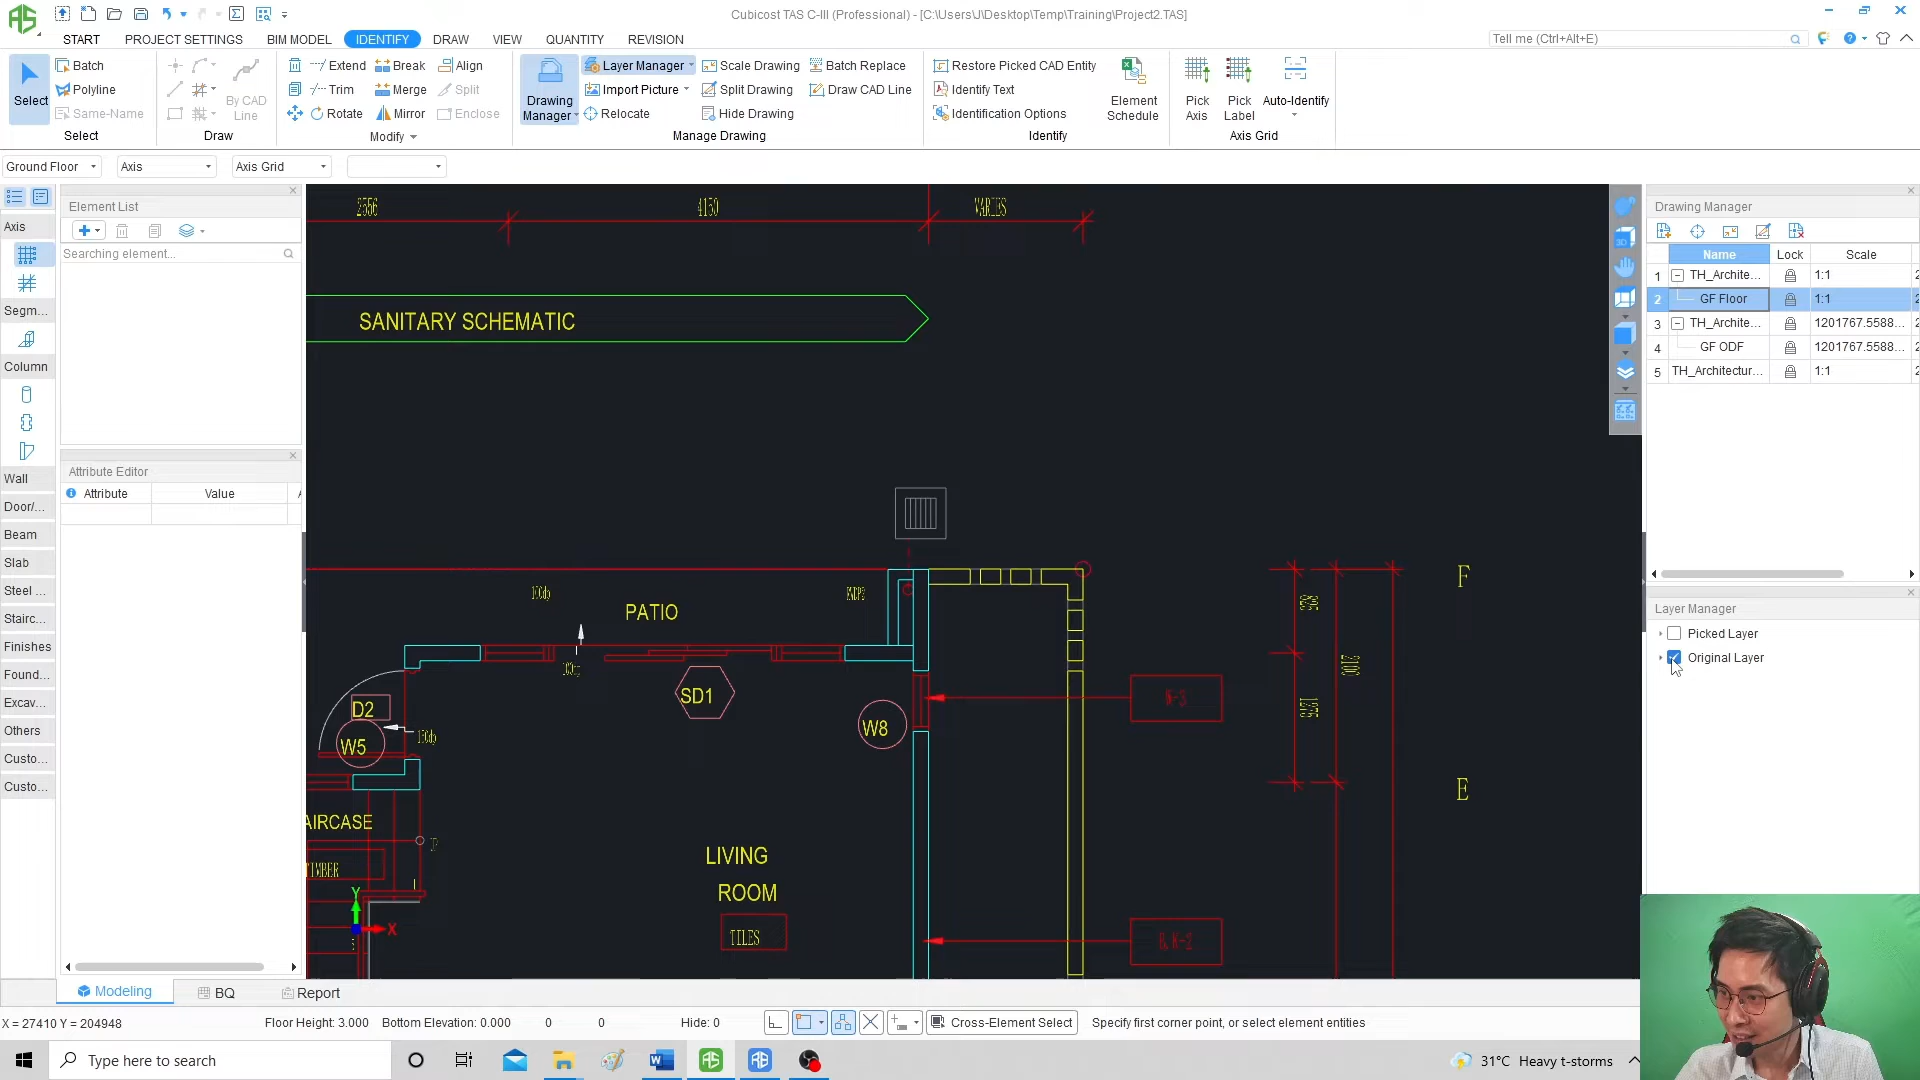 Cubicost TAS C-III (Professional) - [C:\Users\J\Desktop\Temp\Training\Project2.TAS]
START
PROJECT SETTINGS
BIM MODEL
IDENTIFY
DRAW
VIEW
QUANTITY
REVISION
Tell me (Ctrl+Alt+E)
Select
Batch
Polyline
Same-Name
Select
By CAD Line
Draw
Extend
Break
Align
Trim
Merge
Split
Rotate
Mirror
Enclose
Modify
Drawing Manager
Layer Manager
Import Picture
Relocate
Scale Drawing
Split Drawing
Hide Drawing
Batch Replace
Draw CAD Line
Manage Drawing
Restore Picked CAD Entity
Identify Text
Identification Options
Element Schedule
Identify
Pick Axis
Pick Label
Auto-Identify
Axis Grid
Ground Floor
Axis
Axis Grid
Axis
Segm...
Column
Wall
Door/...
Beam
Slab
Steel ...
Stairc...
Finishes
Found...
Excav...
Others
Custo...
Custo...
Element List
Searching element...
Attribute Editor
Attribute
Value
2556
4150
VARIES
SANITARY SCHEMATIC
100dp
PATIO
100dp
SD1
D2
W5
150dp
W8
F
E
2100
AIRCASE
TIMBER
LIVING
ROOM
TILES
Y
X
3D
Drawing Manager
Name
Lock
Scale
1
TH_Archite...
1:1
2
GF Floor
1:1
3
TH_Archite...
1201767.5588...
4
GF ODF
1201767.5588...
5
TH_Architectur...
1:1
Layer Manager
Picked Layer
Original Layer
Modeling
BQ
Report
X = 27410 Y = 204948
Floor Height: 3.000
Bottom Elevation: 0.000
0
0
Hide: 0
Cross-Element Select
Specify first corner point, or select element entities
Type here to search
31°C
Heavy t-storms